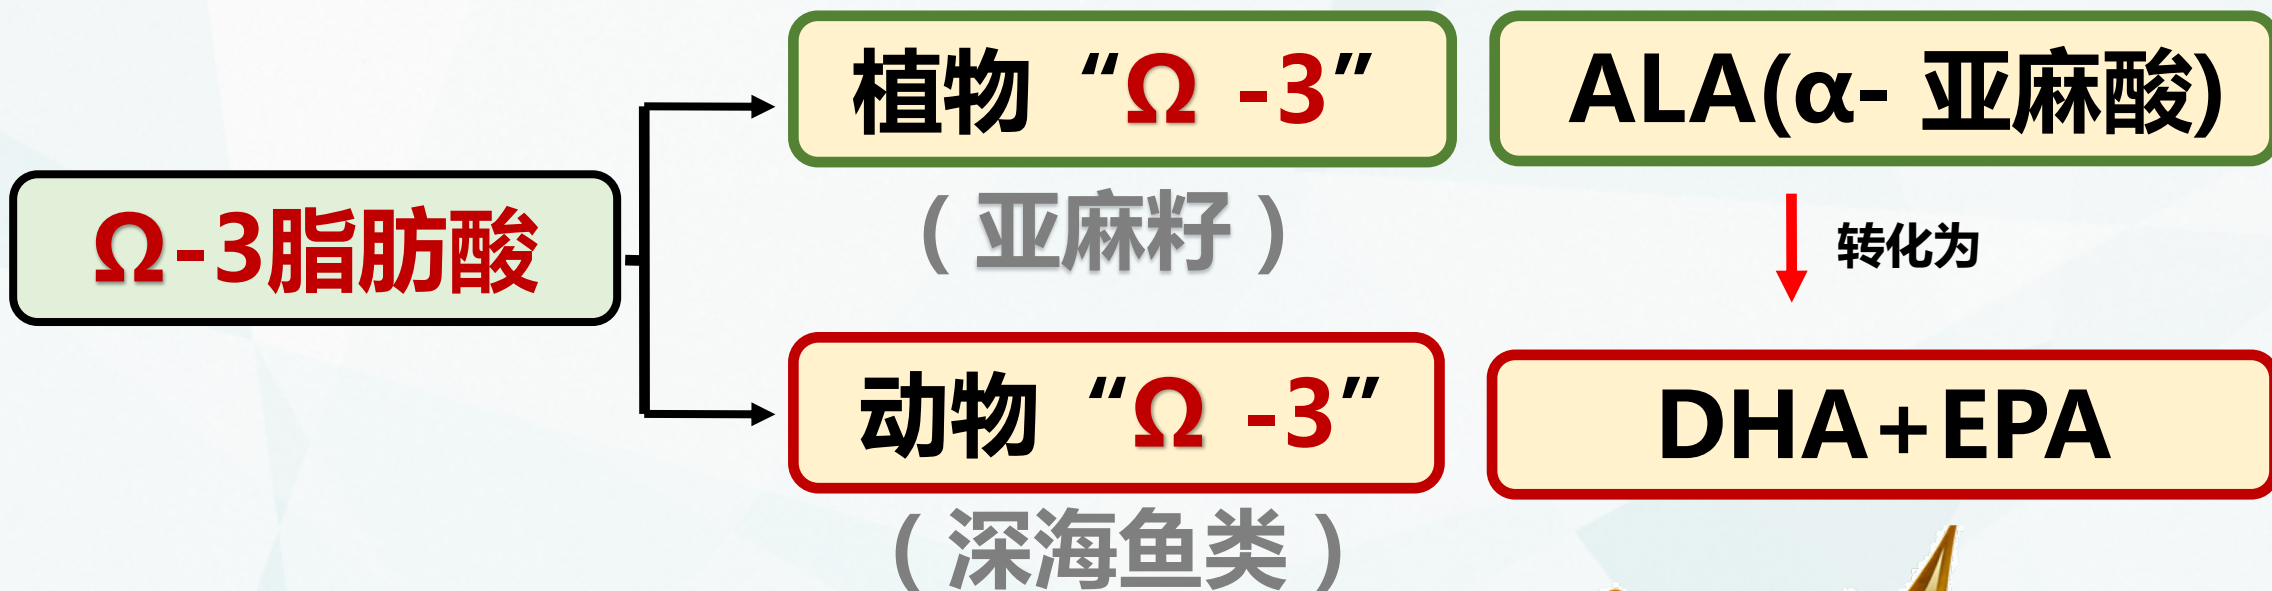 植物 “Ω -3”
ALA(α- 亚麻酸)
(亚麻籽)
Ω-3脂肪酸
转化为
动物 “Ω -3”
DHA+EPA
(深海鱼类)